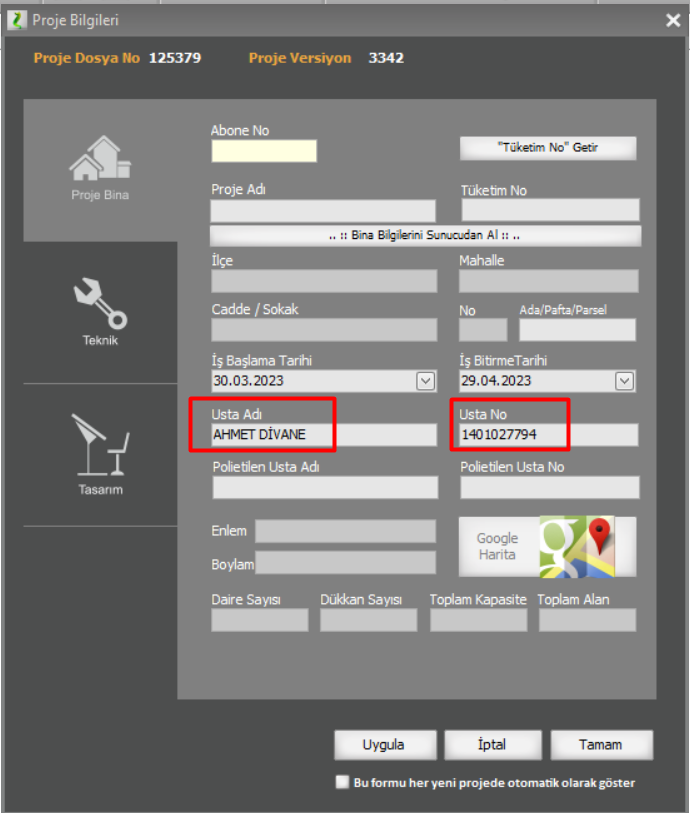 Proje Bilgileri
Proje Dosya No 125379 Proje Versiyon 3342
Proje Bina
Teknik
Tasarım
Abone No
"Tüketim No" Getir
Proje Adı Tüketim No
.. :: Bina Bilgilerini Sunucudan Al :: ..
İlçe Mahalle
Cadde / Sokak No Ada/Pafta/Parsel
İş Başlama Tarihi İş BitirmeTarihi
30.03.2023 29.04.2023
Usta Adı Usta No
AHMET DİVANE 1401027794
Polietilen Usta Adı Polietilen Usta No
Enlem
Boylam
Google
Harita
Daire Sayısı Dükkan Sayısı Toplam Kapasite Toplam Alan
Uygula İptal Tamam
Bu formu her yeni projede otomatik olarak göster